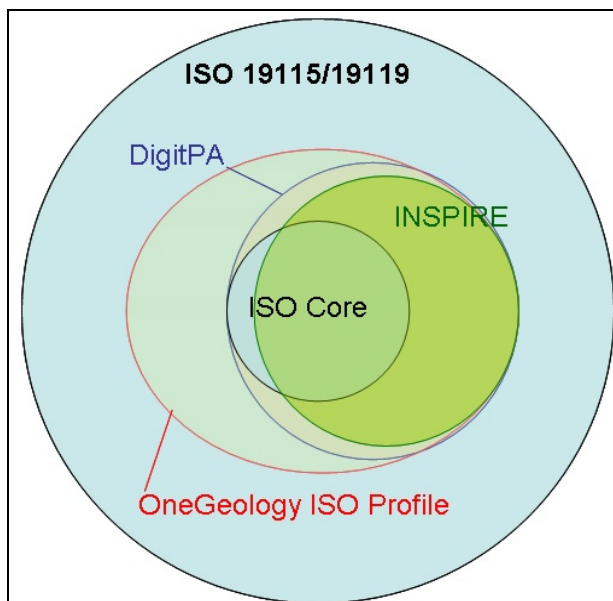 ISO 19115/19119
DigitPA
INSPIRE
ISO Core
OneGeology ISO Profile